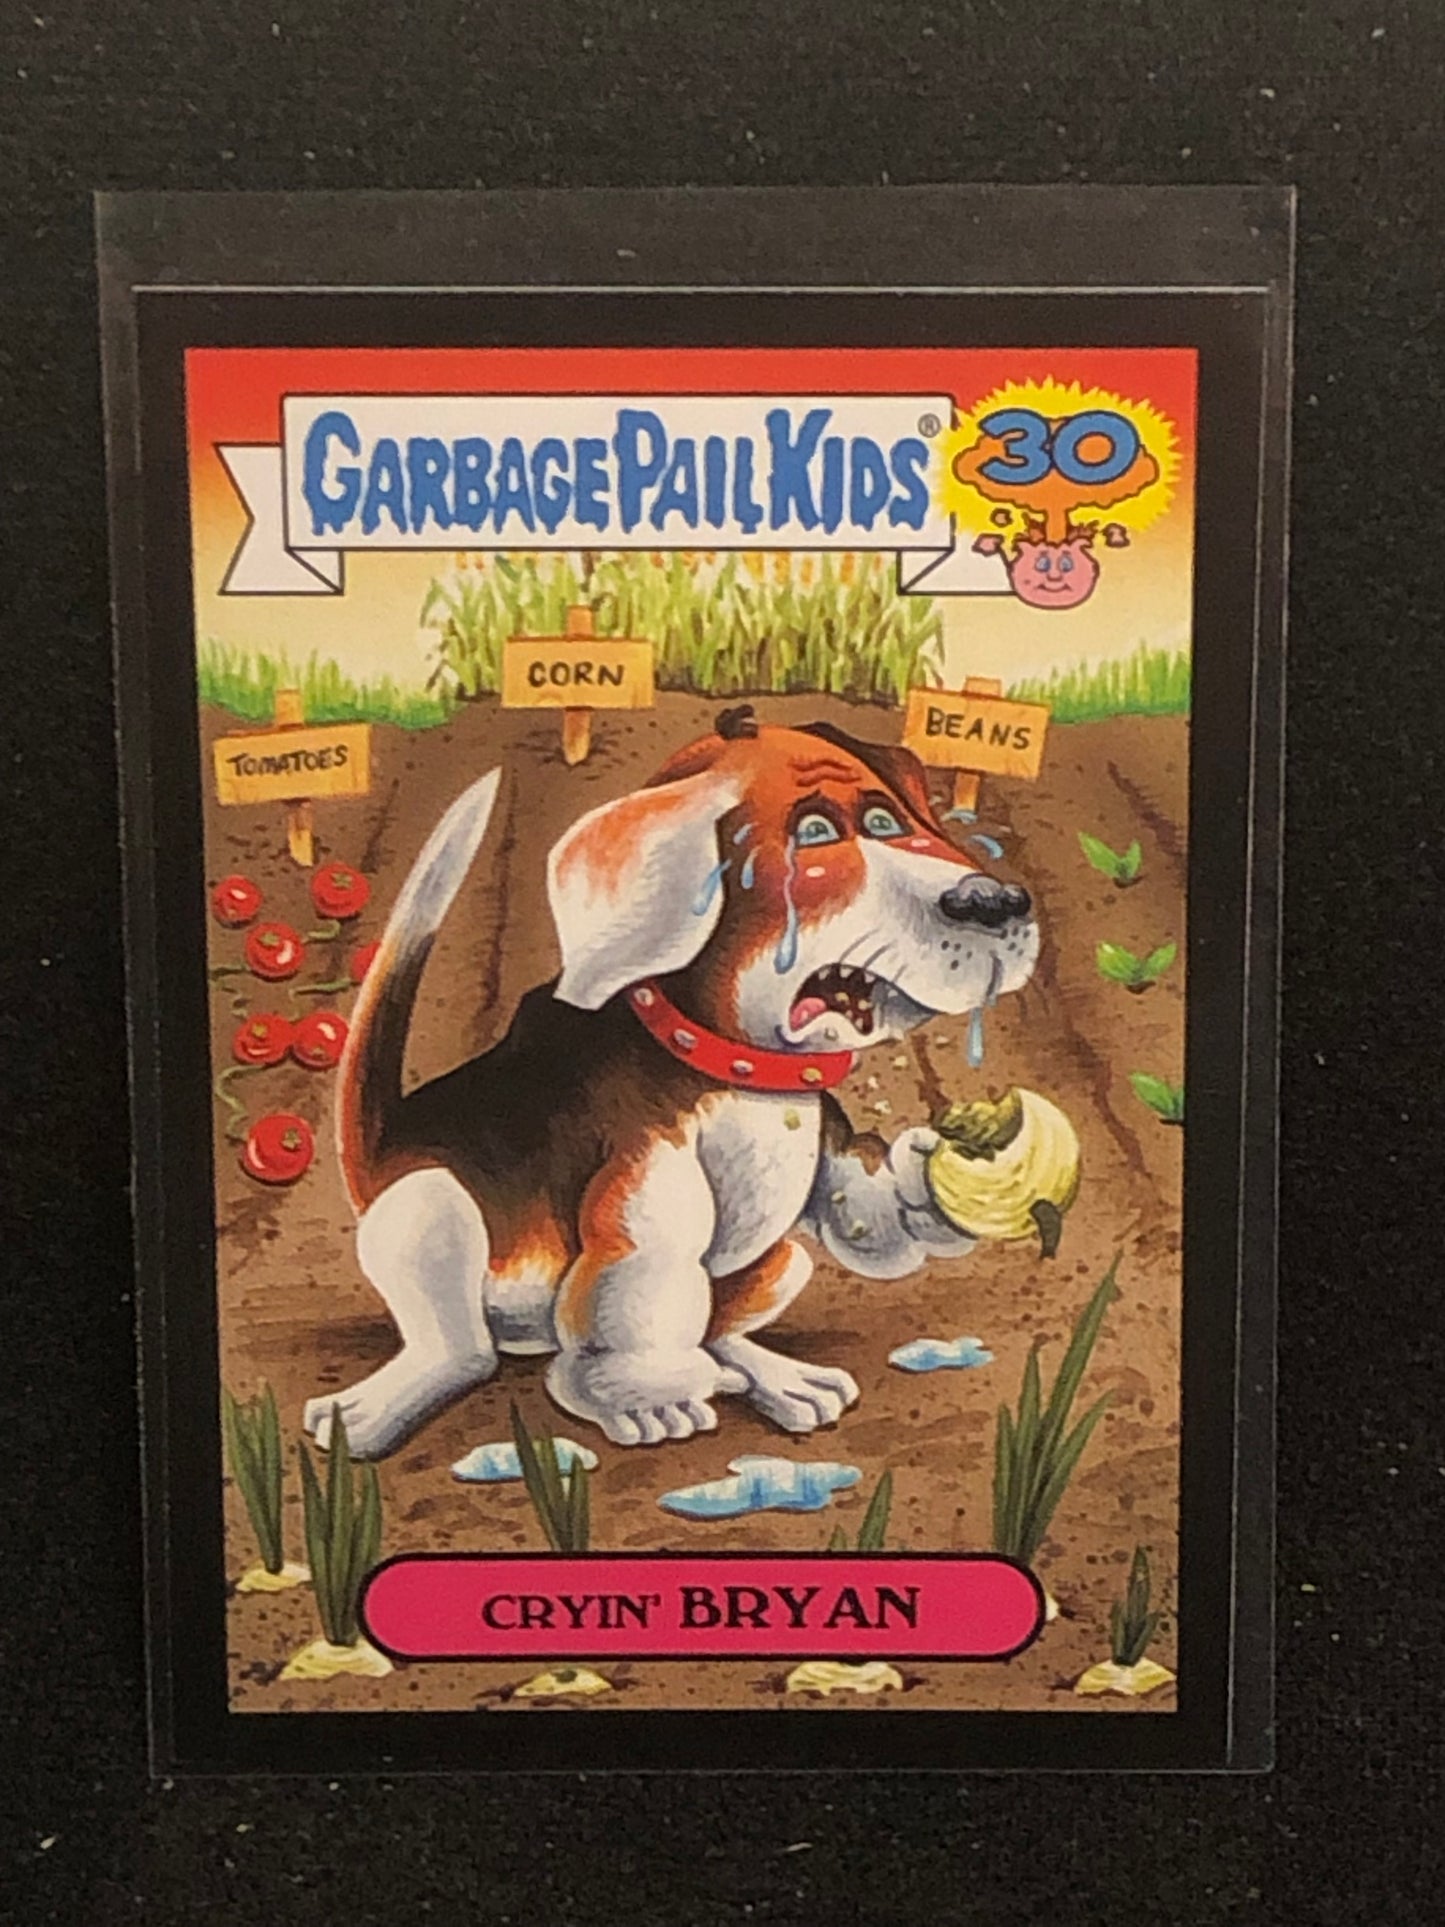 GARBAGE PAIL KIDS®
30
CORN
BEANS
TOMATOES
CRYIN' BRYAN